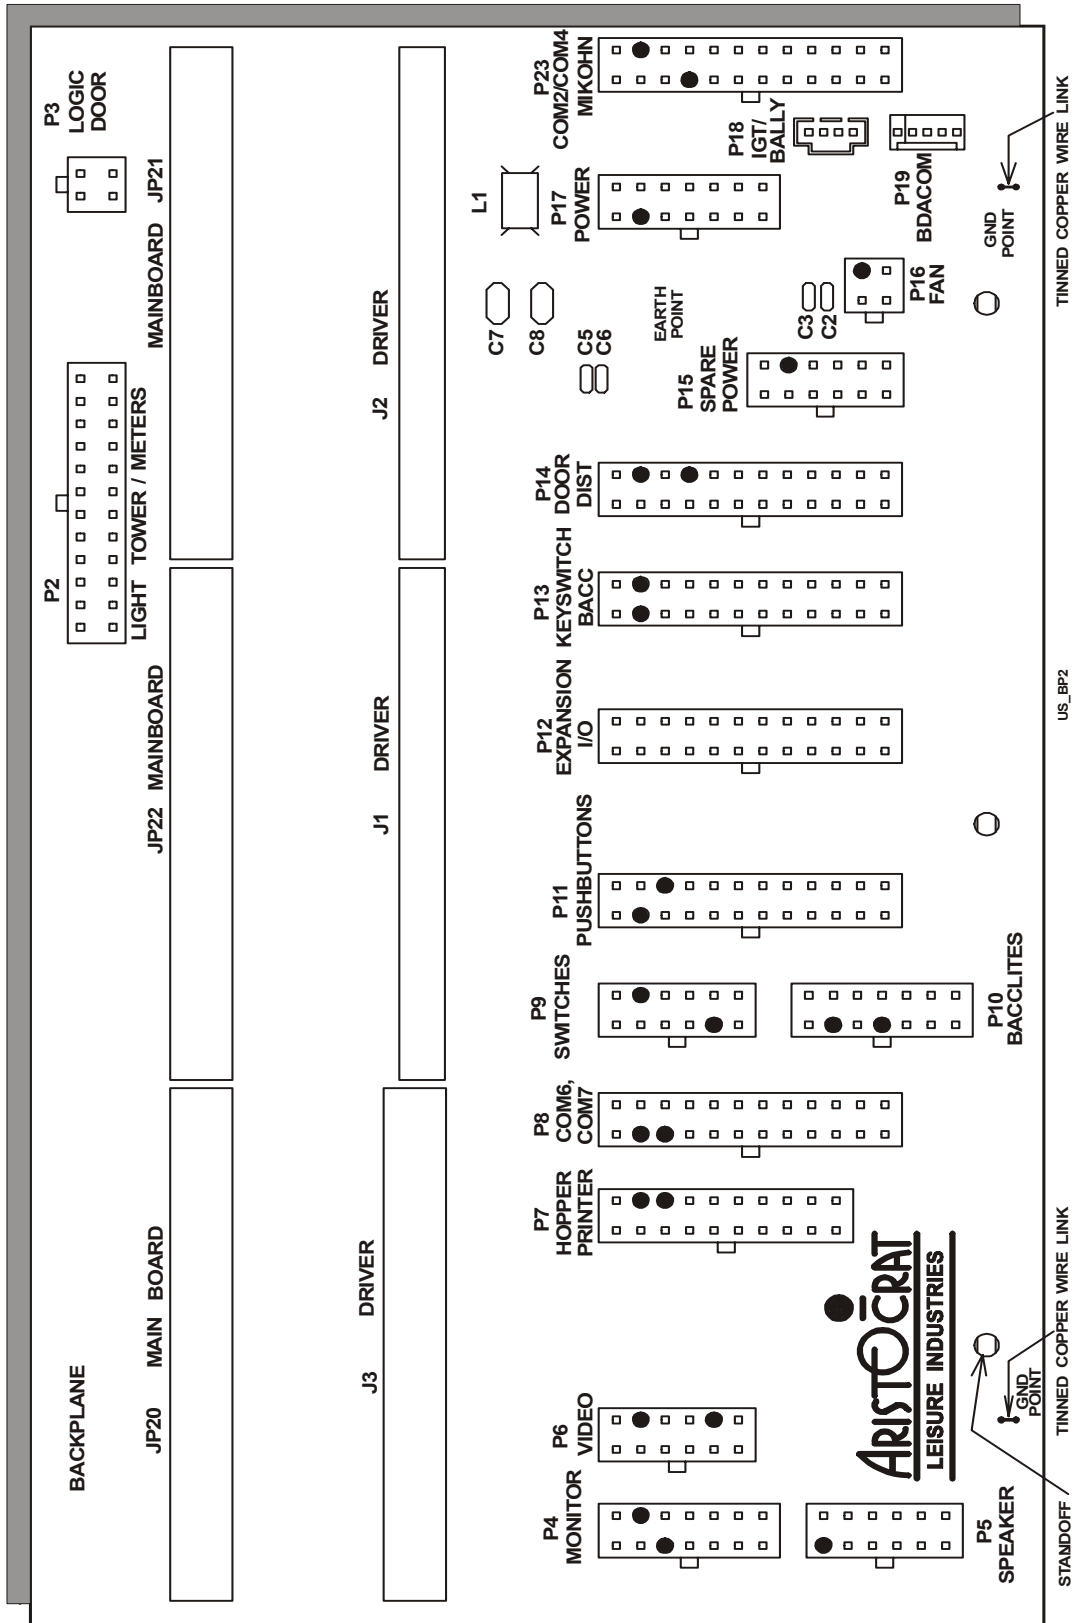 BACKPLANE
JP20 MAIN BOARD
JP22 MAINBOARD
MAINBOARD JP21
P2
LIGHT TOWER / METERS
P3
LOGIC
DOOR
J3 DRIVER
J1 DRIVER
J2 DRIVER
C7
C8
L1
C5
C6
EARTH
POINT
C3
C2
P4
MONITOR
P6
VIDEO
P7
HOPPER
PRINTER
P8
COM6,
COM7
P9
SWITCHES
P11
PUSHBUTTONS
P12
EXPANSION
I/O
P13
KEYSWITCH
BACC
P14
DOOR
DIST
P15
SPARE
POWER
P17
POWER
P23
COM2/COM4
MIKOHN
P18
IGT/
BALLY
P5
SPEAKER
ARISTOCRAT
LEISURE INDUSTRIES
P10
BACCLITES
P16
FAN
P19
BDACOM
GND
POINT
GND
POINT
STANDOFF
TINNED COPPER WIRE LINK
US_BP2
TINNED COPPER WIRE LINK